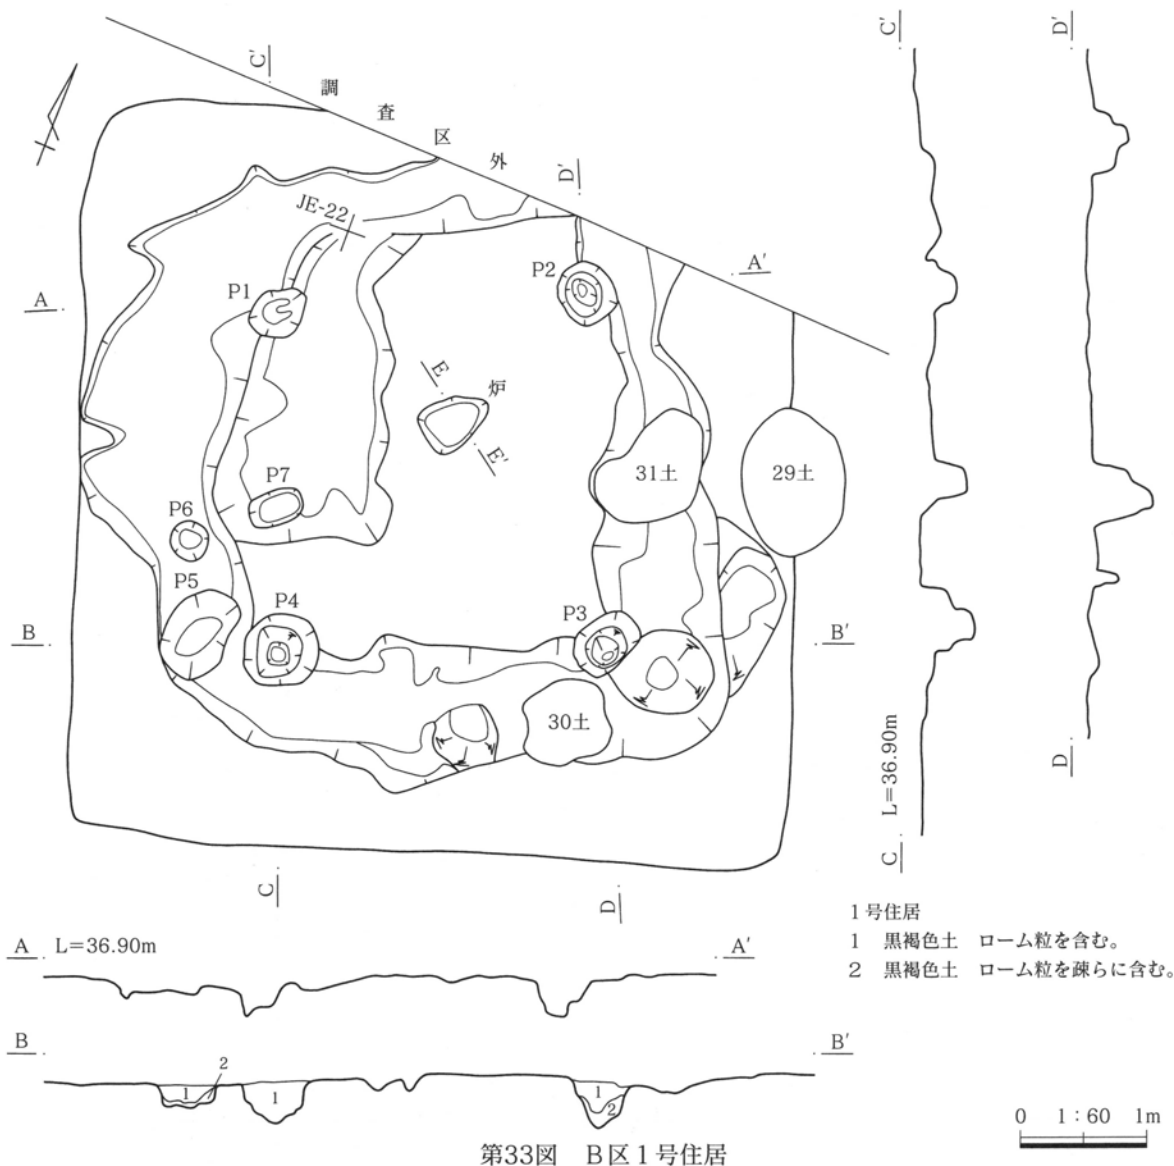 C'
調査区外
D'
JE-22
A'
P2
P1
A
E
炉
E'
31土
29土
P7
P6
P5
P4
P3
B
B'
30土
C
D
C'
D'
L=36.90m
C
D
A L=36.90m A'
B B'
2
1
1
1
2
1号住居
1 黒褐色土 ローム粒を含む。
2 黒褐色土 ローム粒を疎らに含む。
0 1:60 1m
第33図 B区1号住居